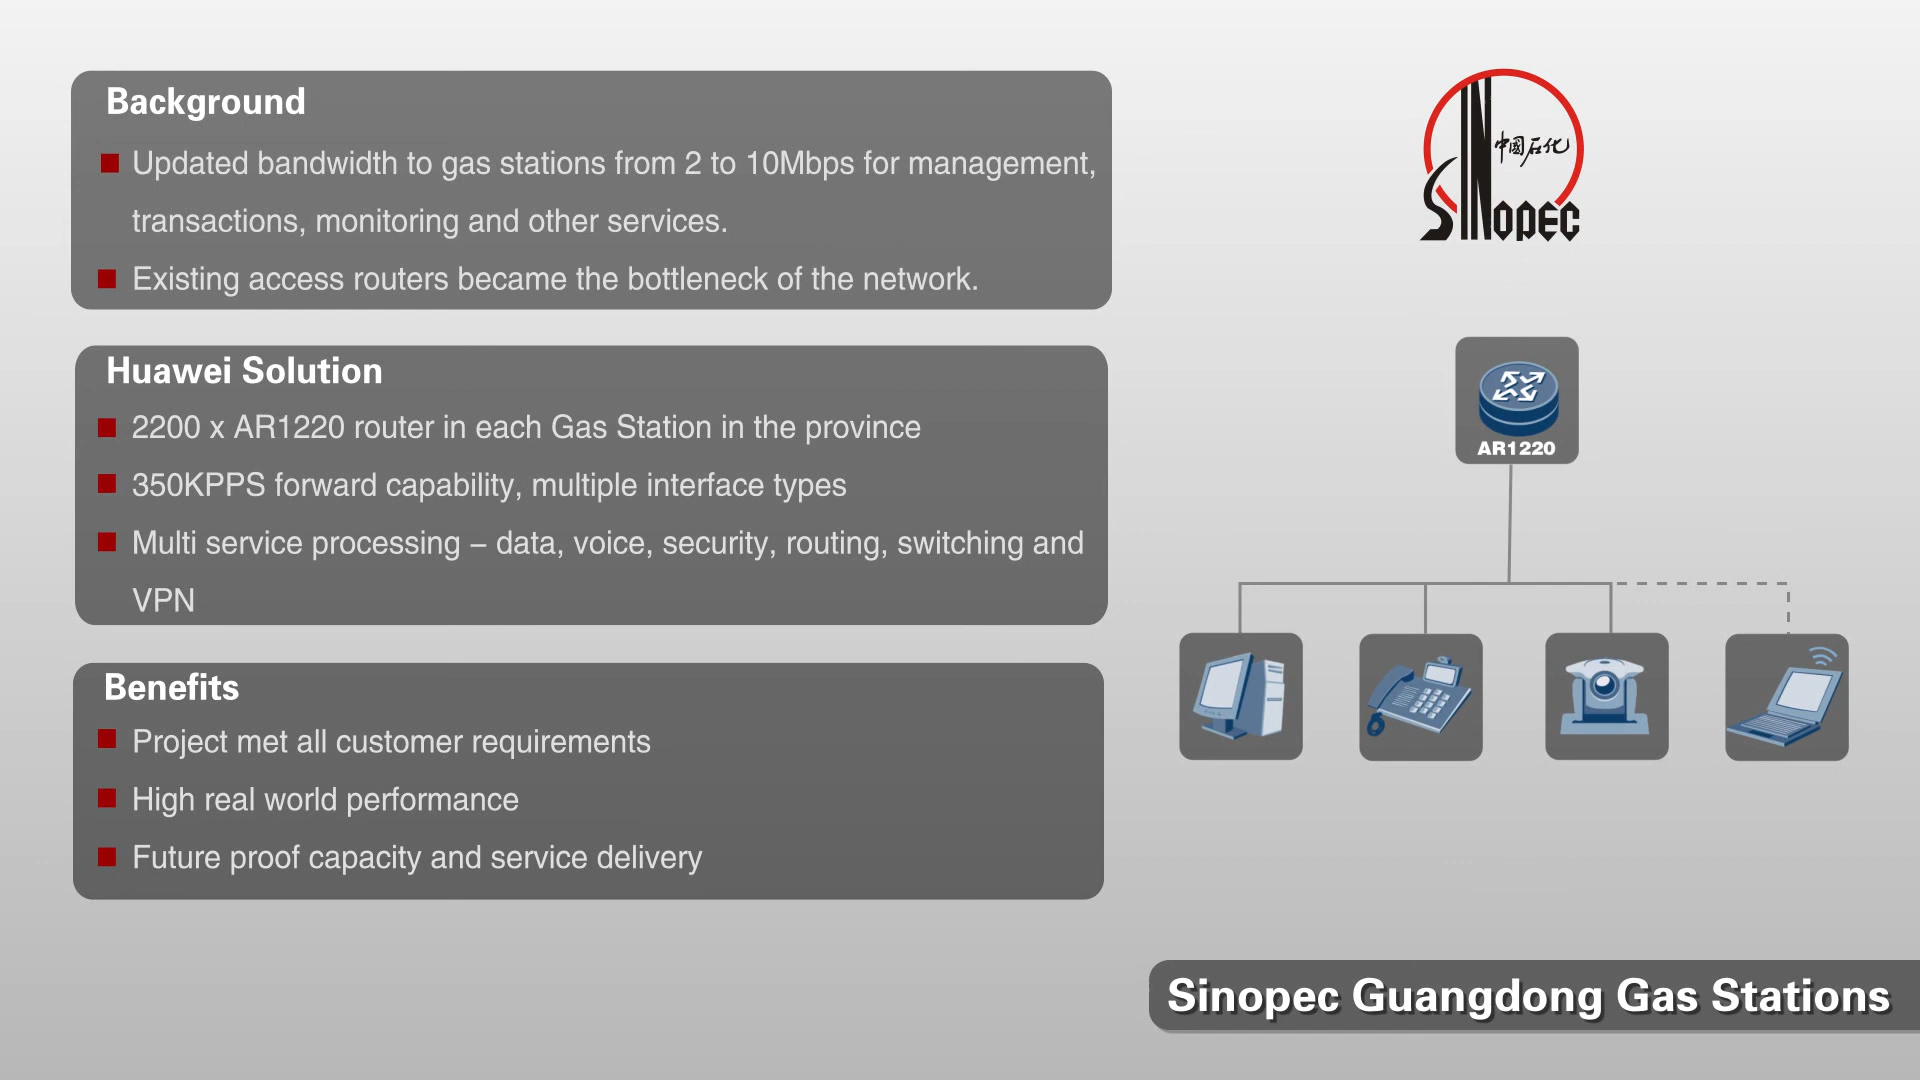 Background
Updated bandwidth to gas stations from 2 to 10Mbps for management,
transactions, monitoring and other services.
Existing access routers became the bottleneck of the network.
Huawei Solution
2200 x AR1220 router in each Gas Station in the province
350KPPS forward capability, multiple interface types
Multi service processing – data, voice, security, routing, switching and
VPN
Benefits
Project met all customer requirements
High real world performance
Future proof capacity and service delivery
中國石化
SINOPEC
AR1220
Sinopec Guangdong Gas Stations